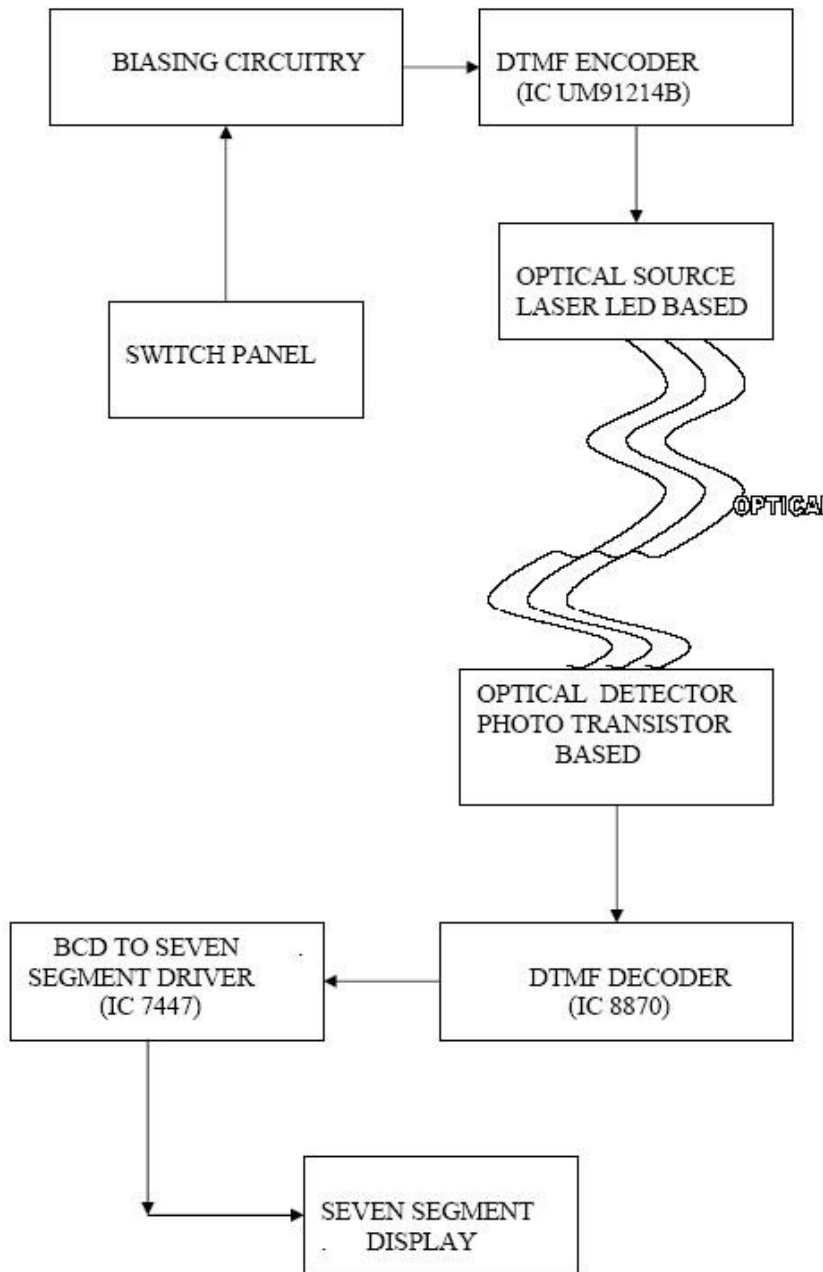 BIASING CIRCUITRY
DTMF ENCODER
(IC UM91214B)
OPTICAL SOURCE
LASER LED BASED
SWITCH PANEL
OPTICAL DETECTOR
PHOTO TRANSISTOR
BASED
BCD TO SEVEN .
SEGMENT DRIVER
(IC 7447)
DTMF DECODER
(IC 8870)
SEVEN SEGMENT
. DISPLAY